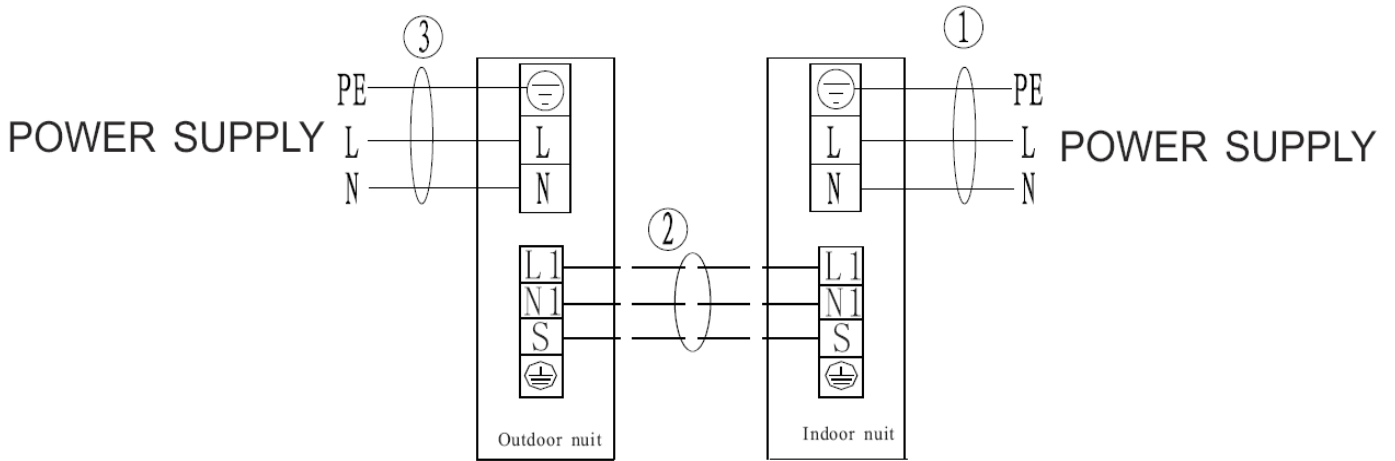 ③ ①
PE PE
POWER SUPPLY L L L L POWER SUPPLY
N N N N
②
L1 L1
N1 N1
S S
Outdoor nuit Indoor nuit